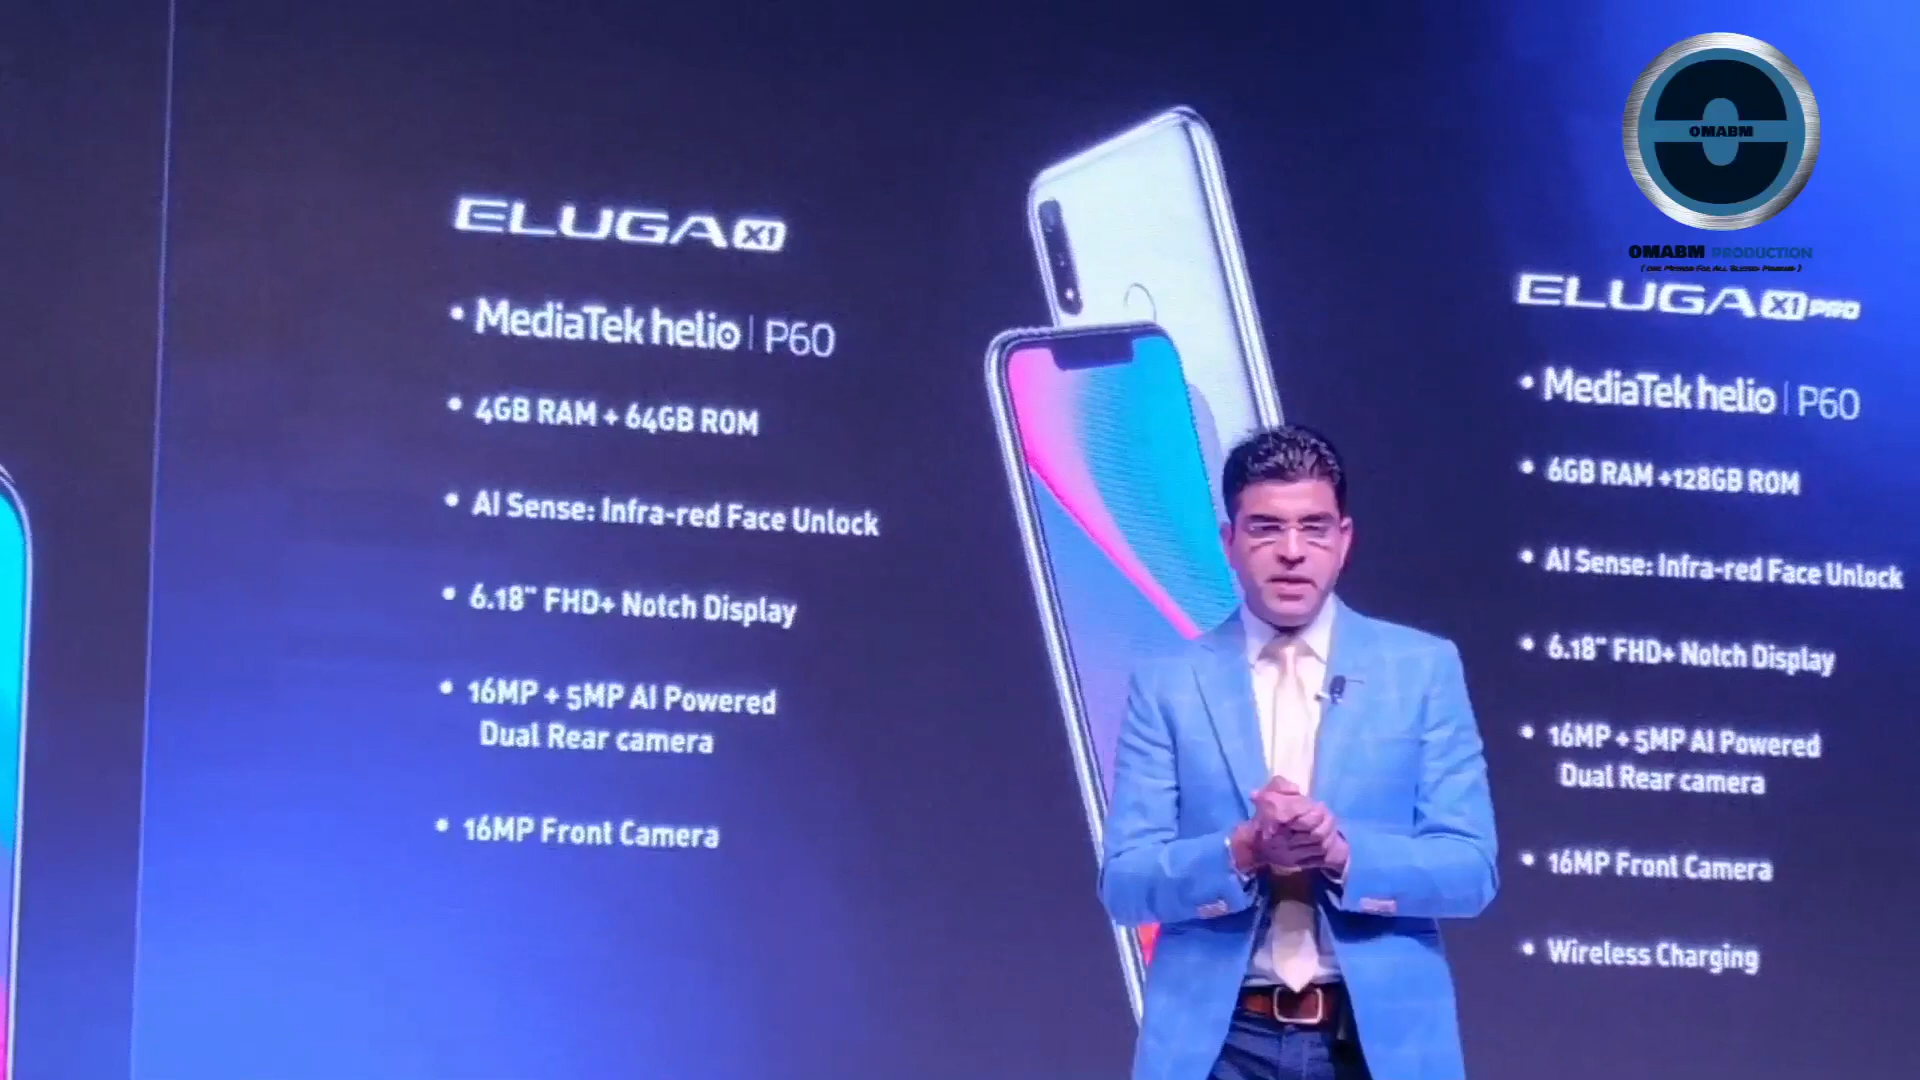 ELUGA X1
• MediaTek helio | P60
• 4GB RAM + 64GB ROM
• AI Sense: Infra-red Face Unlock
• 6.18" FHD+ Notch Display
• 16MP + 5MP AI Powered
Dual Rear camera
• 16MP Front Camera
OMABM
OMABM PRODUCTION
ELUGA X1 PRO
• MediaTek helio | P60
• 6GB RAM +128GB ROM
• AI Sense: Infra-red Face Unlock
• 6.18" FHD+ Notch Display
• 16MP + 5MP AI Powered
Dual Rear camera
• 16MP Front Camera
• Wireless Charging